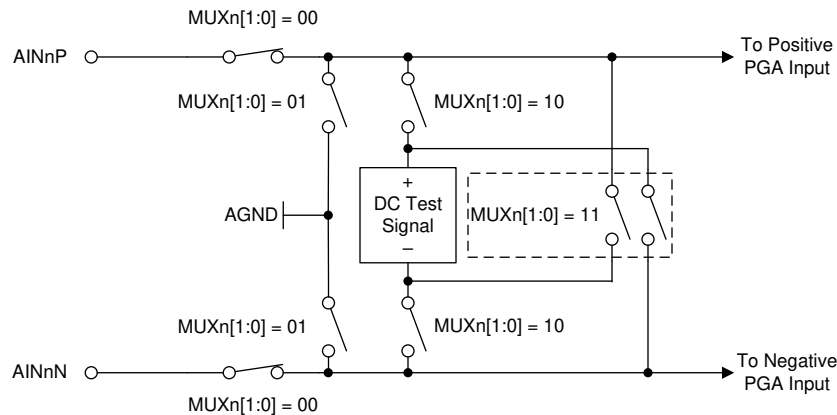 MUXn[1:0] = 00
AINnP
To Positive
PGA Input
MUXn[1:0] = 01
MUXn[1:0] = 10
+
DC Test
Signal
–
AGND
MUXn[1:0] = 11
MUXn[1:0] = 01
MUXn[1:0] = 10
AINnN
To Negative
PGA Input
MUXn[1:0] = 00